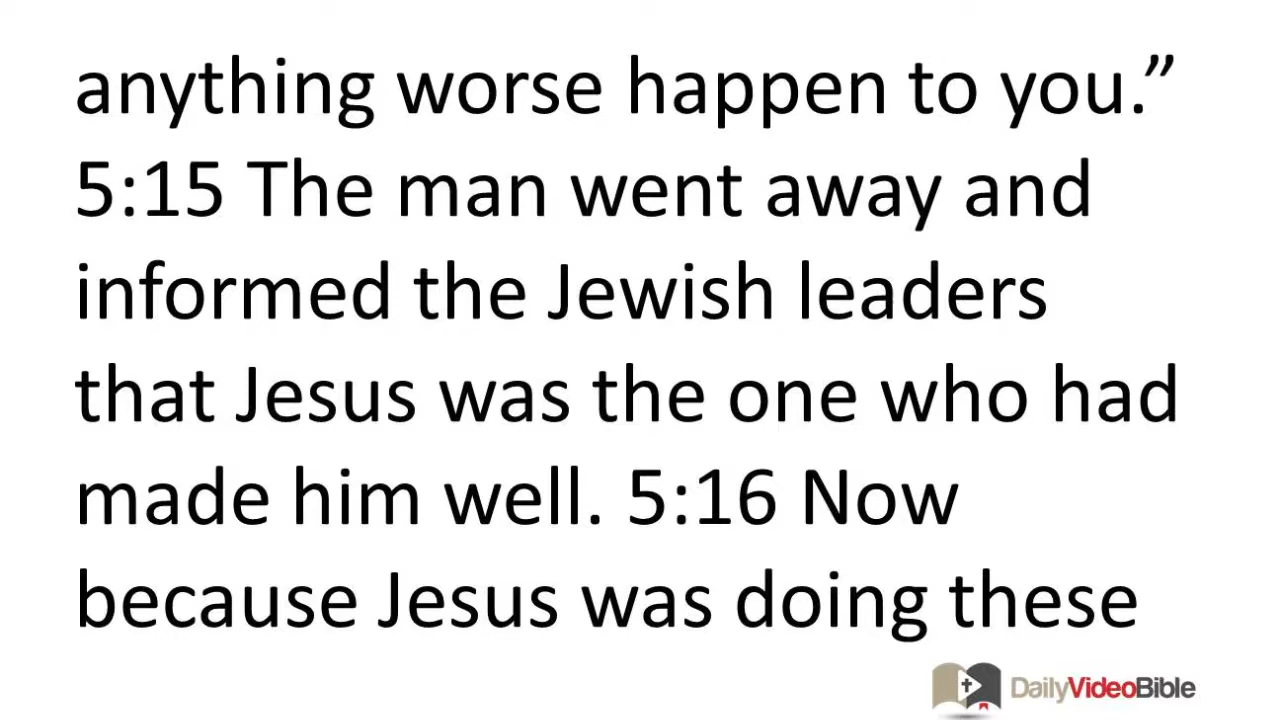 anything worse happen to you.”
5:15 The man went away and
informed the Jewish leaders
that Jesus was the one who had
made him well. 5:16 Now
because Jesus was doing these
DailyVideoBible